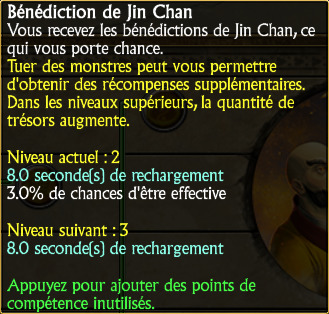 Bénédiction de Jin Chan
Vous recevez les bénédictions de Jin Chan, ce
qui vous porte chance.
Tuer des monstres peut vous permettre
d'obtenir des récompenses supplémentaires.
Dans les niveaux supérieurs, la quantité de
trésors augmente.
Niveau actuel : 2
8.0 seconde(s) de rechargement
3.0% de chances d'être effective
Niveau suivant : 3
8.0 seconde(s) de rechargement
Appuyez pour ajouter des points de
compétence inutilisés.